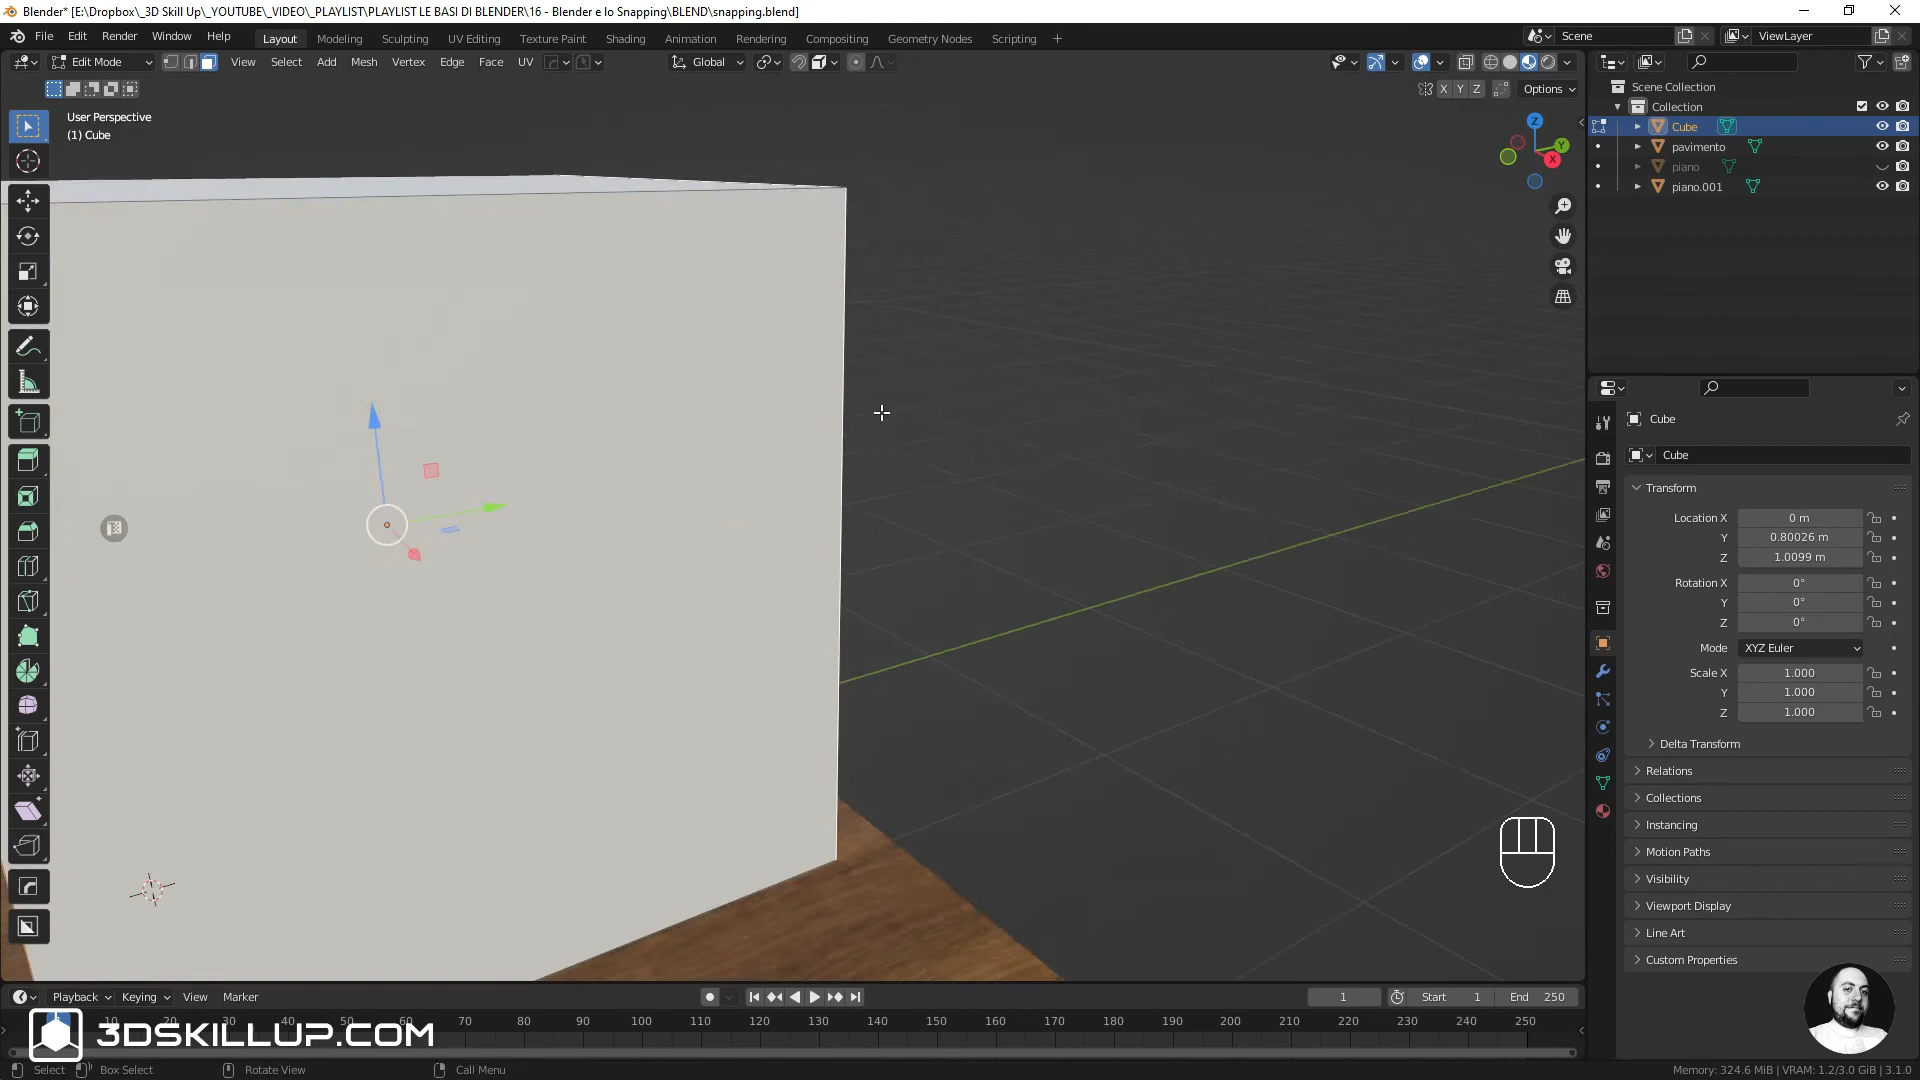 Blender* [E:\Dropbox\_3D Skill Up\_YOUTUBE\_VIDEO\_PLAYLIST\PLAYLIST LE BASI DI BLENDER\16 - Blender e lo Snapping\BLEND\snapping.blend]
File Edit Render Window Help Layout Modeling Sculpting UV Editing Texture Paint Shading Animation Rendering Compositing Geometry Nodes Scripting + Scene ViewLayer
Edit Mode View Select Add Mesh Vertex Edge Face UV Global
X Y Z Options
User Perspective
(1) Cube
Z
Y
X
Scene Collection
Collection
Cube
pavimento
piano
piano.001
Cube
Cube
Transform
Location X 0 m
Y 0.80026 m
Z 1.0099 m
Rotation X 0°
Y 0°
Z 0°
Mode XYZ Euler
Scale X 1.000
Y 1.000
Z 1.000
Delta Transform
Relations
Collections
Instancing
Motion Paths
Visibility
Viewport Display
Line Art
Custom Properties
Playback Keying View Marker 1 Start 1 End 250
10 20 30 40 50 60 70 80 90 100 110 120 130 140 150 160 170 180 190 200 210 220 230 240 250
3DSKILLUP.COM
Select Box Select Rotate View Call Menu Memory: 324.6 MiB | VRAM: 1.2/3.0 GiB | 3.1.0